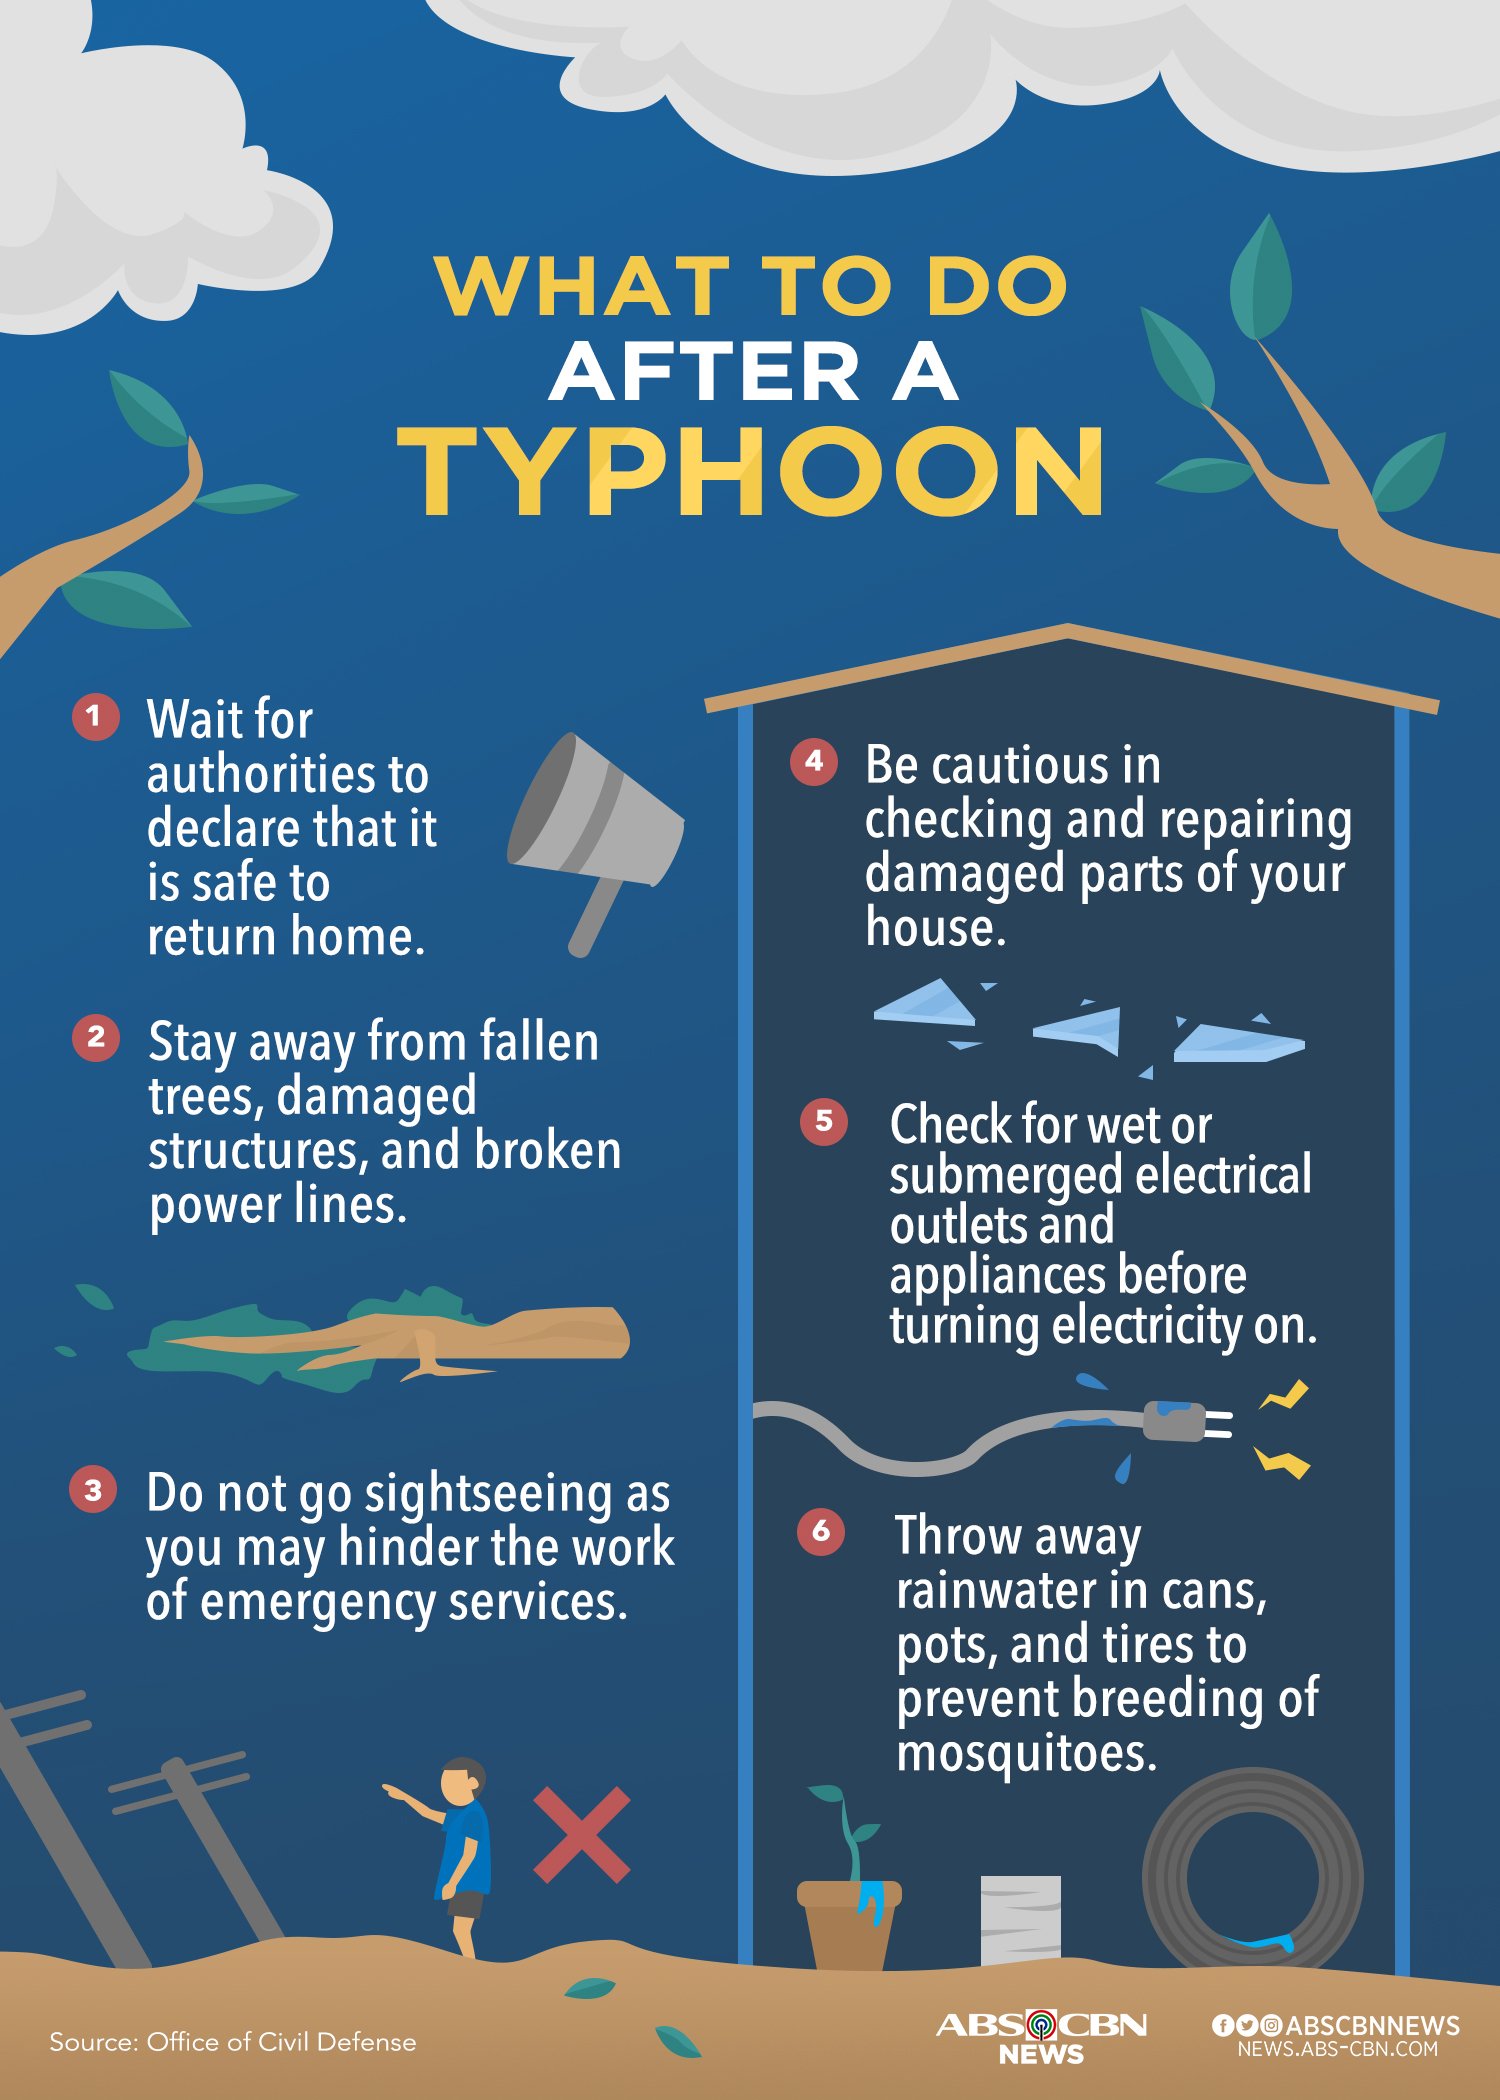 WHAT TO DO
AFTER A
TYPHOON
1
Wait for
authorities to
declare that it
is safe to
return home.
2
Stay away from fallen
trees, damaged
structures, and broken
power lines.
3
Do not go sightseeing as
you may hinder the work
of emergency services.
4
Be cautious in
checking and repairing
damaged parts of your
house.
5
Check for wet or
submerged electrical
outlets and
appliances before
turning electricity on.
6
Throw away
rainwater in cans,
pots, and tires to
prevent breeding of
mosquitoes.
Source: Office of Civil Defense
ABS CBN
NEWS
ABSCBNNEWS
NEWS.ABS-CBN.COM